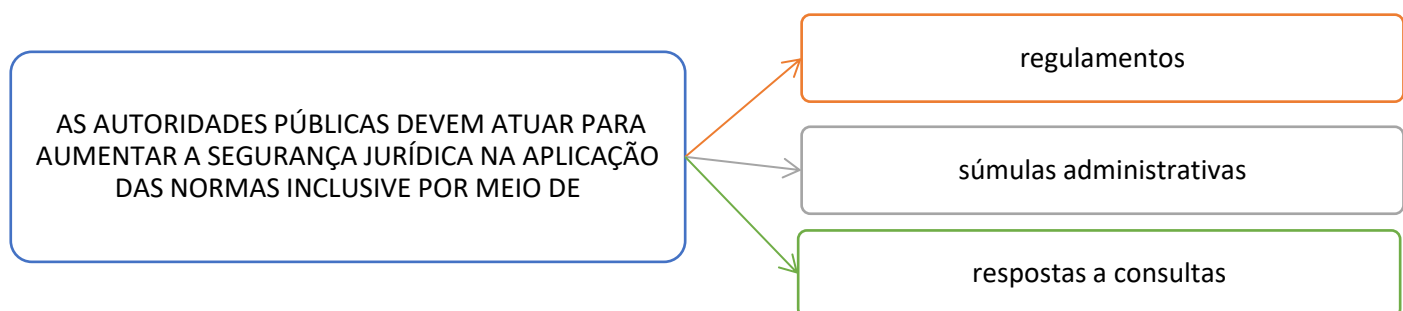 AS AUTORIDADES PÚBLICAS DEVEM ATUAR PARA
AUMENTAR A SEGURANÇA JURÍDICA NA APLICAÇÃO
DAS NORMAS INCLUSIVE POR MEIO DE
regulamentos
súmulas administrativas
respostas a consultas